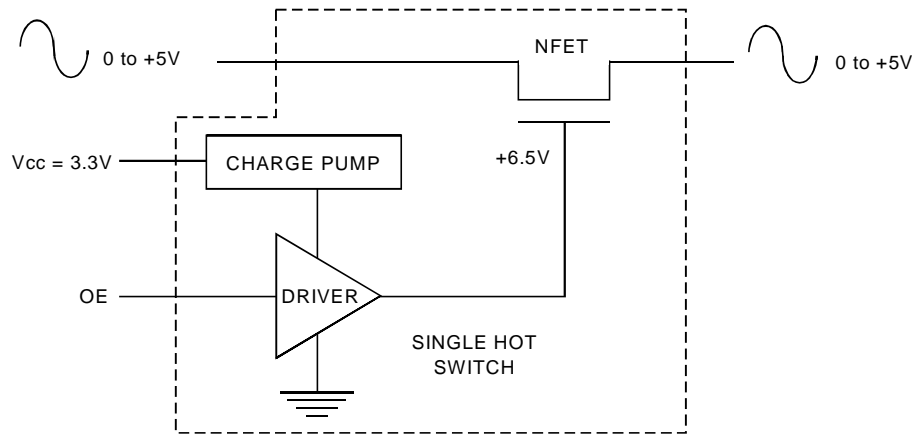 NFET
0 to +5V
0 to +5V
Vcc = 3.3V
CHARGE PUMP
+6.5V
OE
DRIVER
SINGLE HOT
SWITCH